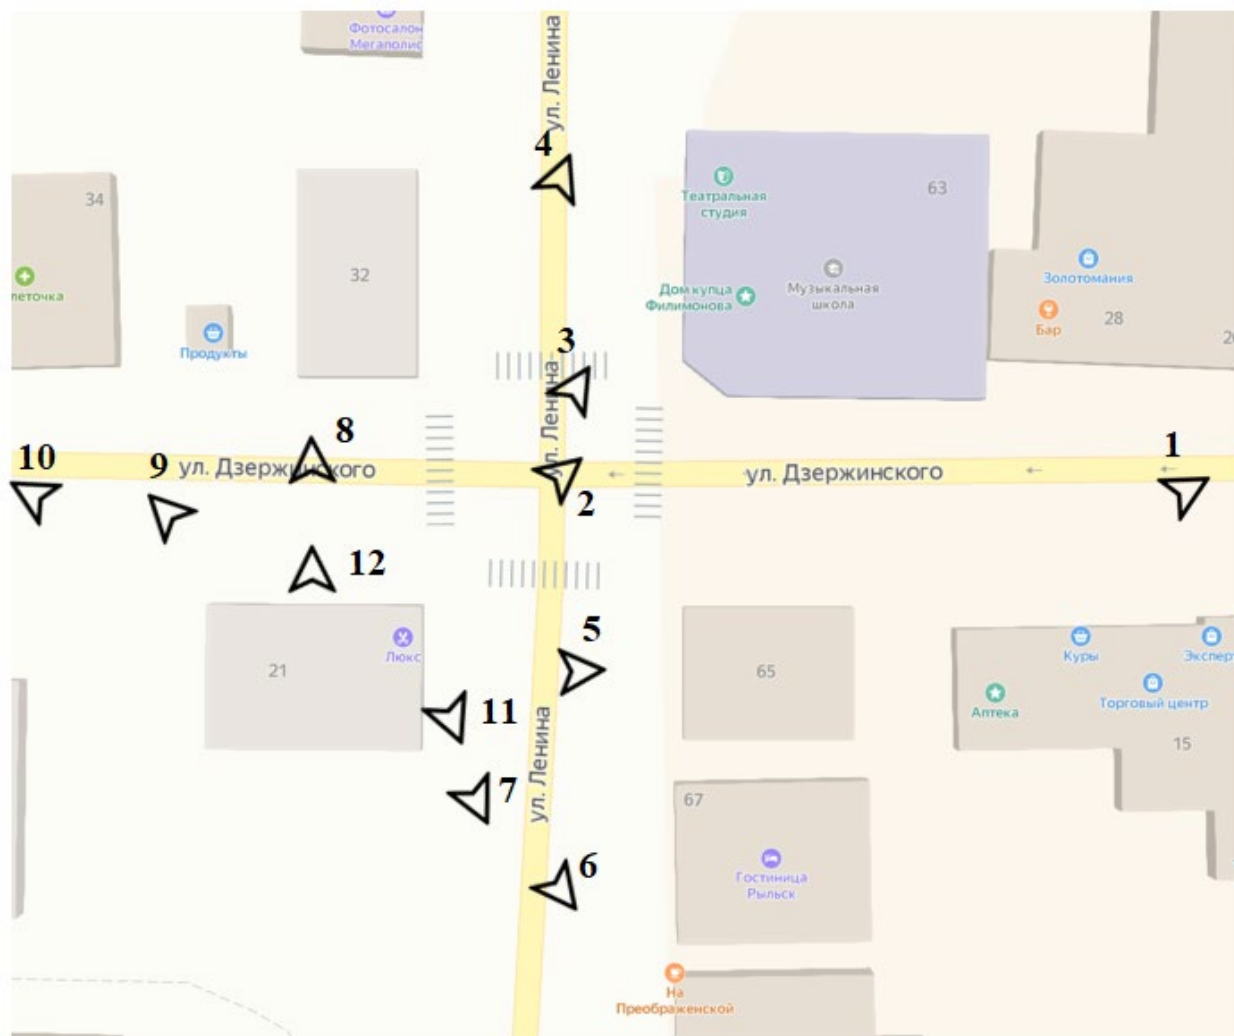 Фотосалон
Мегаполис
ул. Ленина
4
34
63
Театральная
студия
32
леточка
Золотомания
Музыкальная
школа
Дом купца
Филимонова
28
Бар
Продукты
3
ул. Ленина
8
1
10
9
ул. Дзержинского
ул. Дзержинского
2
12
5
Люкс
21
65
Куры
Эксперт
Аптека
Торговый центр
11
15
ул. Ленина
7
67
6
Гостиница
Рыльск
На
Преображенской